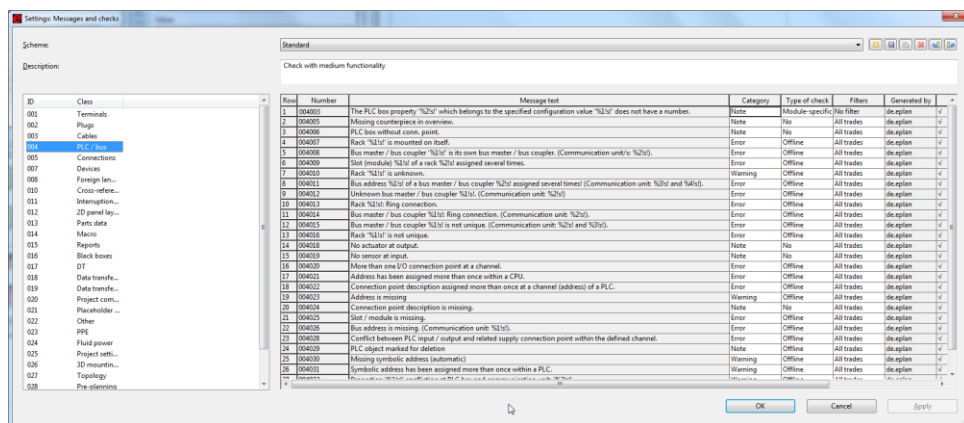 Settings: Messages and checks
Scheme:
Standard
Description:
Check with medium functionality
ID Class
001 Terminals
002 Plugs
003 Cables
004 PLC / bus
005 Connections
007 Devices
008 Foreign lan...
010 Cross-refere...
011 Interruption...
012 2D panel lay...
013 Parts data
014 Macro
015 Reports
016 Black boxes
017 DT
018 Data transfe...
019 Data transfe...
020 Project com...
021 Placeholder ...
022 Other
023 PPE
024 Fluid power
025 Project setti...
026 3D mountin...
027 Topology
028 Pre-planning
Row Number Message text Category Type of check Filters Generated by
1 004003 The PLC box property '%2!s!' which belongs to the specified configuration value '%1!s!' does not have a number. Note Module-specific No filter de.eplan √
2 004005 Missing counterpiece in overview. Note No All trades de.eplan √
3 004006 PLC box without conn. point. Note No All trades de.eplan √
4 004007 Rack '%1!s!' is mounted on itself. Error Offline All trades de.eplan √
5 004008 Bus master / bus coupler '%1!s!' is its own bus master / bus coupler. (Communication unit/s: %2!s!). Error Offline All trades de.eplan √
6 004009 Slot (module) %1!s! of a rack %2!s! assigned several times. Error Offline All trades de.eplan √
7 004010 Rack '%1!s!' is unknown. Warning Offline All trades de.eplan √
8 004011 Bus address %1!s! of a bus master / bus coupler %2!s! assigned several times! (Communication unit: %3!s! and %4!s!). Error Offline All trades de.eplan √
9 004012 Unknown bus master / bus coupler %1!s!. (Communication unit: %2!s!) Error Offline All trades de.eplan √
10 004013 Rack %1!s!: Ring connection. Error Offline All trades de.eplan √
11 004014 Bus master / bus coupler %1!s!: Ring connection. (Communication unit: %2!s!). Error Offline All trades de.eplan √
12 004015 Bus master / bus coupler %1!s! is not unique. (Communication unit: %2!s! and %3!s!). Error Offline All trades de.eplan √
13 004016 Rack '%1!s!' is not unique. Error Offline All trades de.eplan √
14 004018 No actuator at output. Note No All trades de.eplan √
15 004019 No sensor at input. Note No All trades de.eplan √
16 004020 More than one I/O connection point at a channel. Error Offline All trades de.eplan √
17 004021 Address has been assigned more than once within a CPU. Error Offline All trades de.eplan √
18 004022 Connection point description assigned more than once at a channel (address) of a PLC. Error Offline All trades de.eplan √
19 004023 Address is missing Warning Offline All trades de.eplan √
20 004024 Connection point description is missing. Note No All trades de.eplan √
21 004025 Slot / module is missing. Error Offline All trades de.eplan √
22 004026 Bus address is missing. (Communication unit: %1!s!). Error Offline All trades de.eplan √
23 004028 Conflict between PLC input / output and related supply connection point within the defined channel. Error Offline All trades de.eplan √
24 004029 PLC object marked for deletion Note Offline All trades de.eplan √
25 004030 Missing symbolic address (automatic) Warning Offline All trades de.eplan √
26 004031 Symbolic address has been assigned more than once within a PLC. Warning Offline All trades de.eplan √
OK Cancel Apply